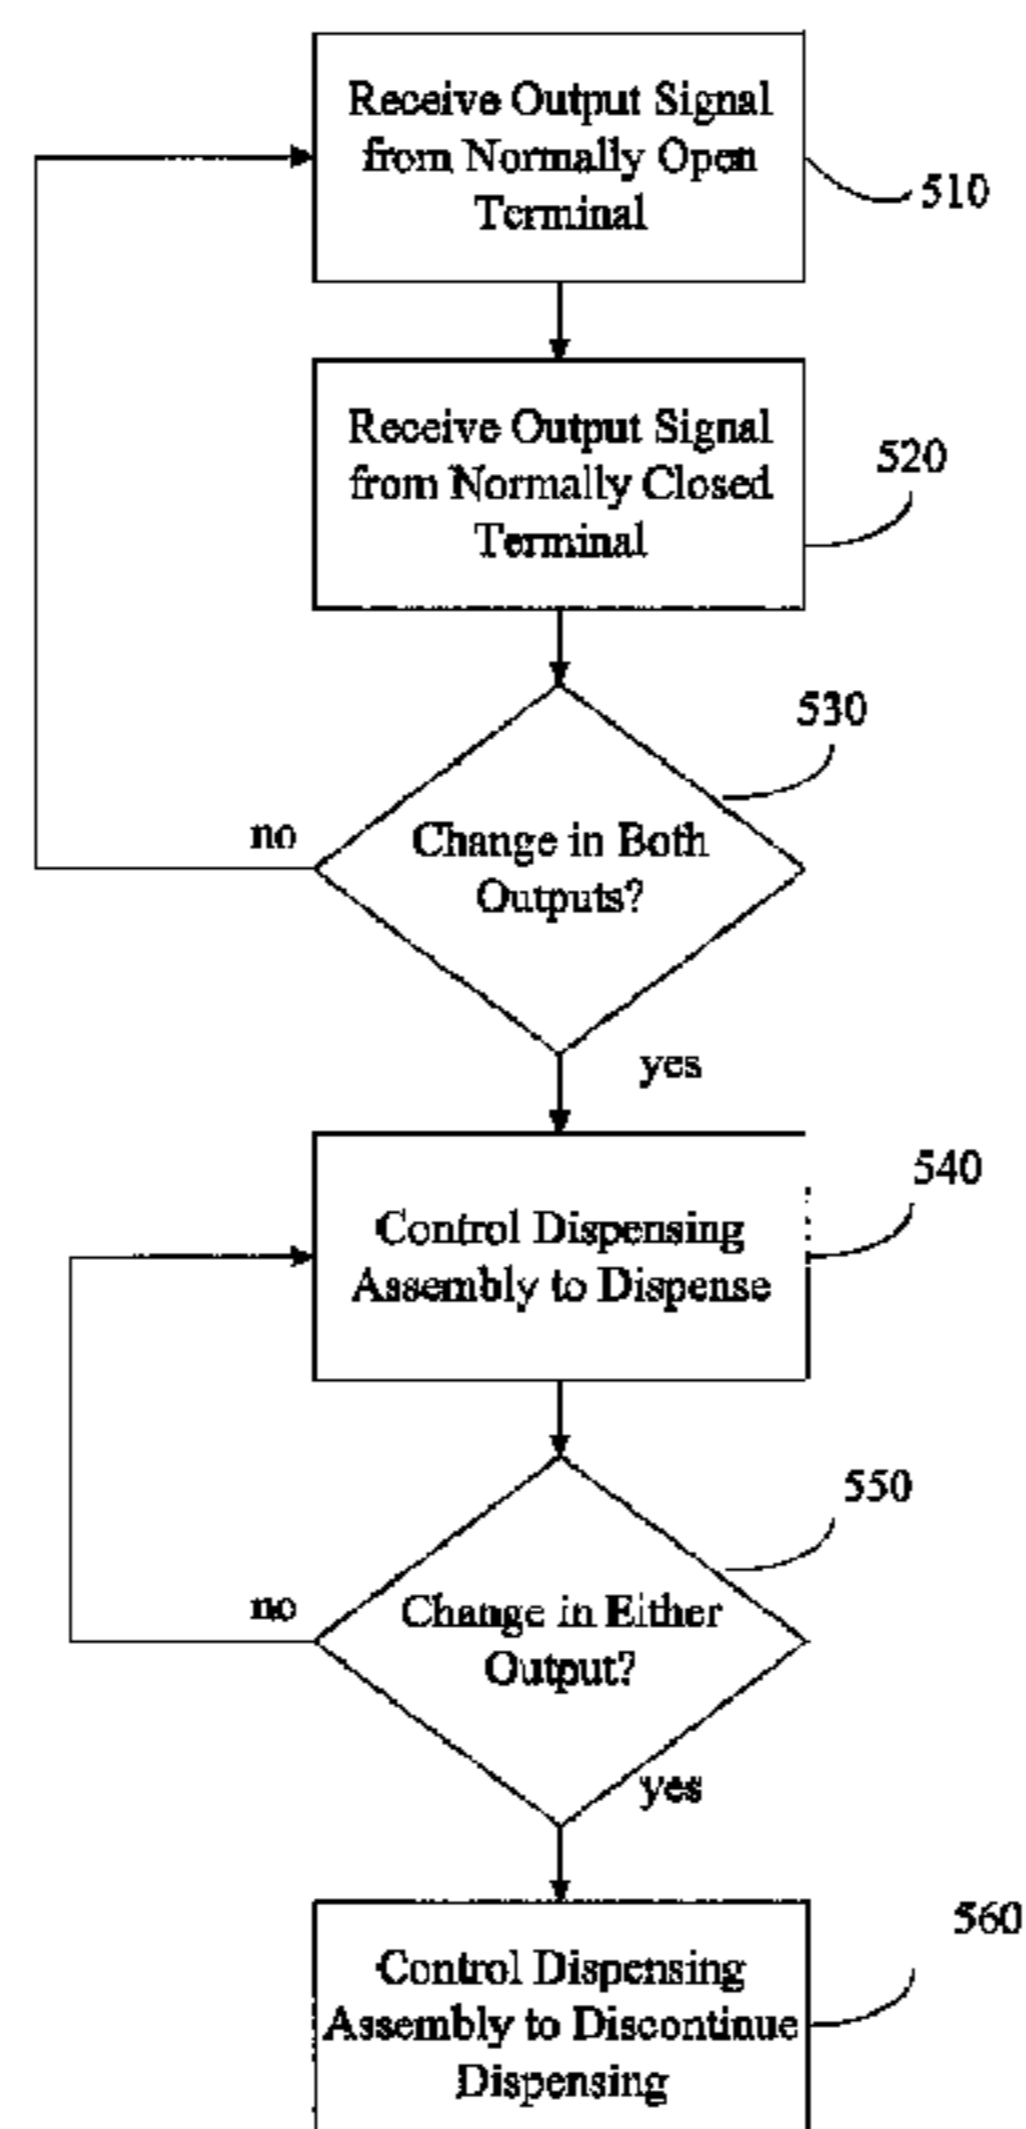 Receive Output Signal
from Normally Open
Terminal
510
Receive Output Signal
from Normally Closed
Terminal
520
530
Change in Both
Outputs?
no
yes
540
Control Dispensing
Assembly to Dispense
550
Change in Either
Output?
no
yes
560
Control Dispensing
Assembly to Discontinue
Dispensing